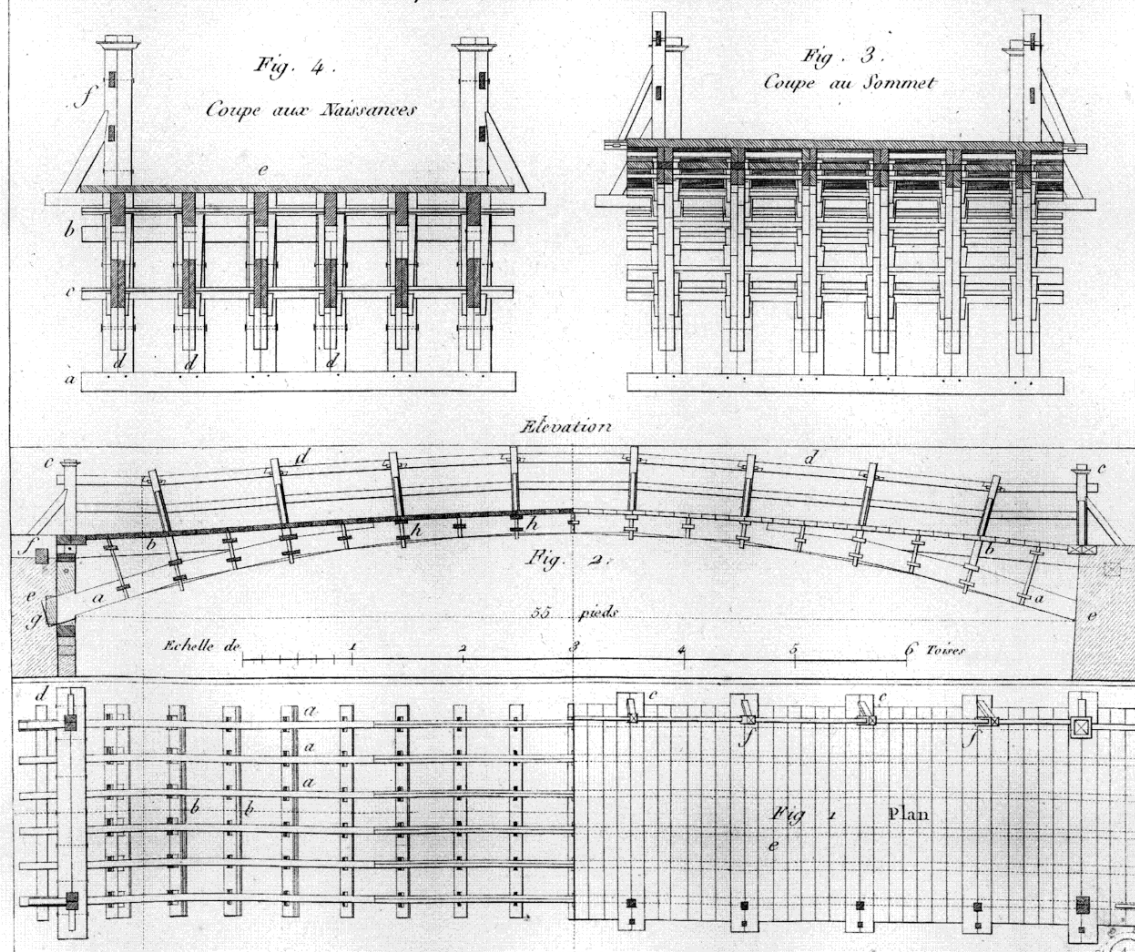 Fig. 4.
Coupe aux Naissances
f
e
b
c
d d d
a
Fig. 3.
Coupe au Sommet
Elevation
c d d c
f b h h b
Fig. 2.
e a a
g 55 pieds e
Echelle de 1 2 3 4 5 6 Toises
d a c c
a f f
a
b b
Fig 1 Plan
e